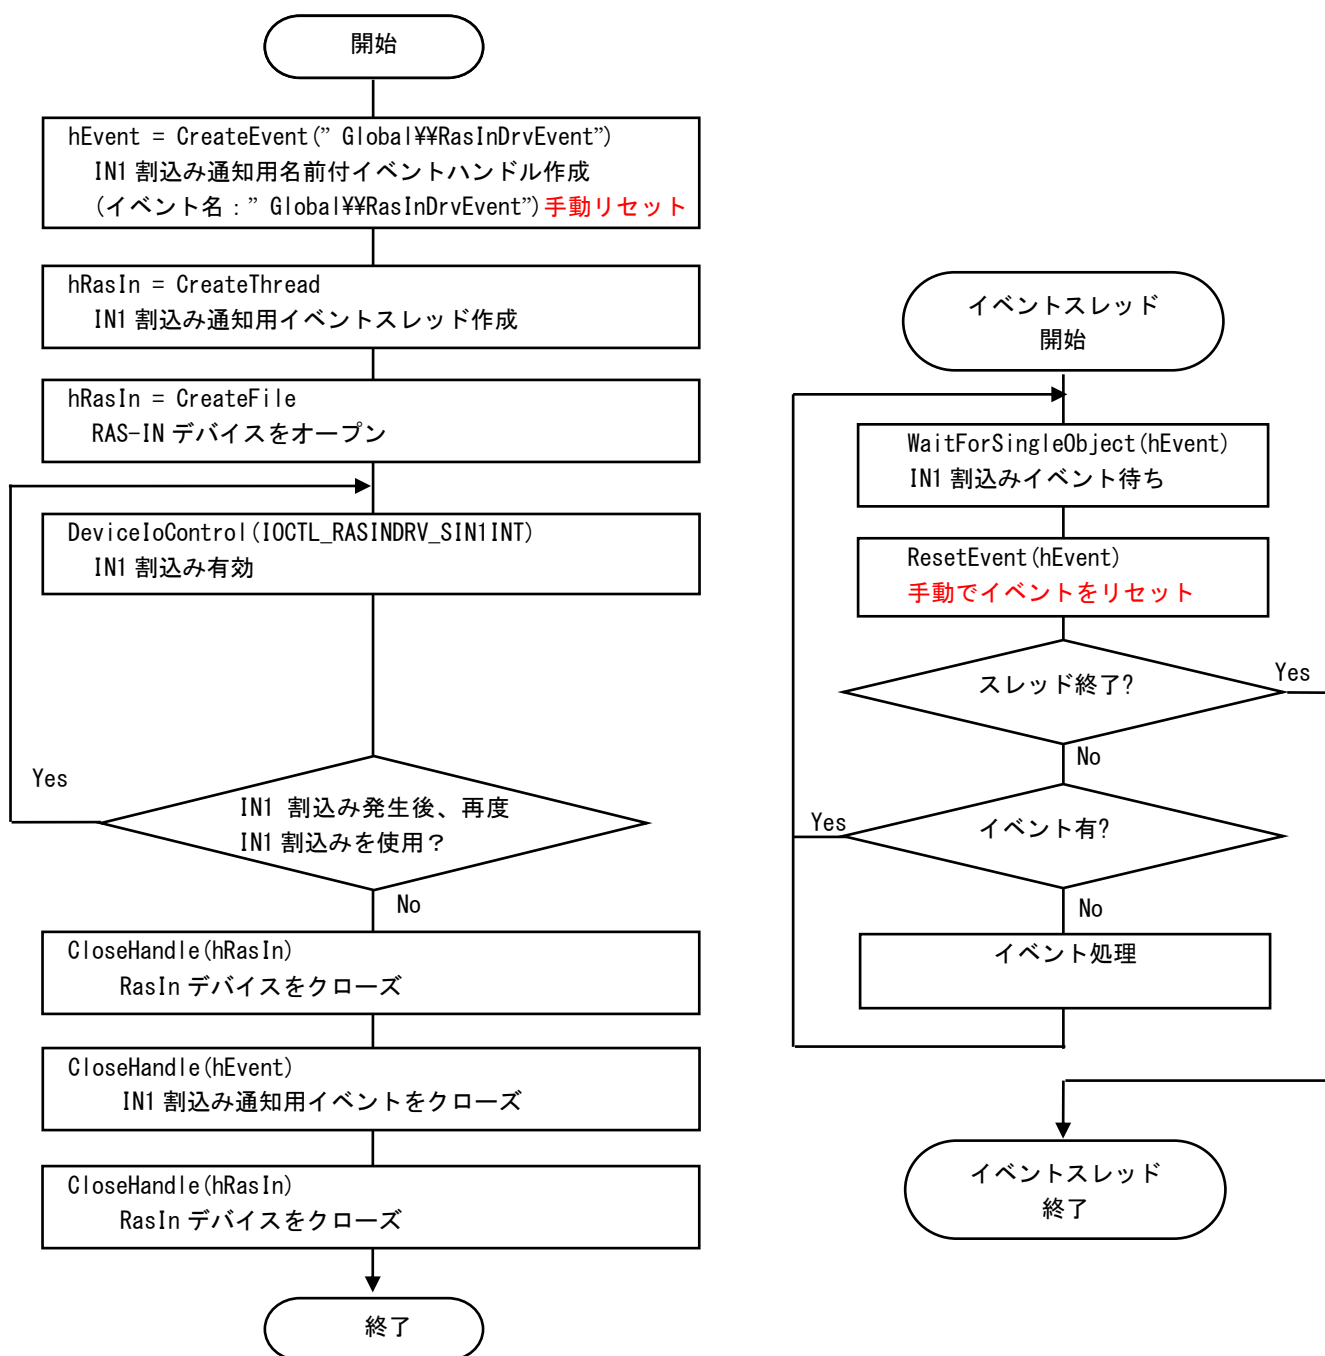 開始
hEvent = CreateEvent(” Global¥¥RasInDrvEvent”)
IN1 割込み通知用名前付イベントハンドル作成
(イベント名：” Global¥¥RasInDrvEvent”)手動リセット
hRasIn = CreateThread
IN1 割込み通知用イベントスレッド作成
hRasIn = CreateFile
RAS-IN デバイスをオープン
DeviceIoControl(IOCTL_RASINDRV_SIN1INT)
IN1 割込み有効
Yes
IN1 割込み発生後、再度
IN1 割込みを使用？
No
CloseHandle(hRasIn)
RasIn デバイスをクローズ
CloseHandle(hEvent)
IN1 割込み通知用イベントをクローズ
CloseHandle(hRasIn)
RasIn デバイスをクローズ
終了
イベントスレッド
開始
WaitForSingleObject(hEvent)
IN1 割込みイベント待ち
ResetEvent(hEvent)
手動でイベントをリセット
スレッド終了?
Yes
No
イベント有?
Yes
No
イベント処理
イベントスレッド
終了